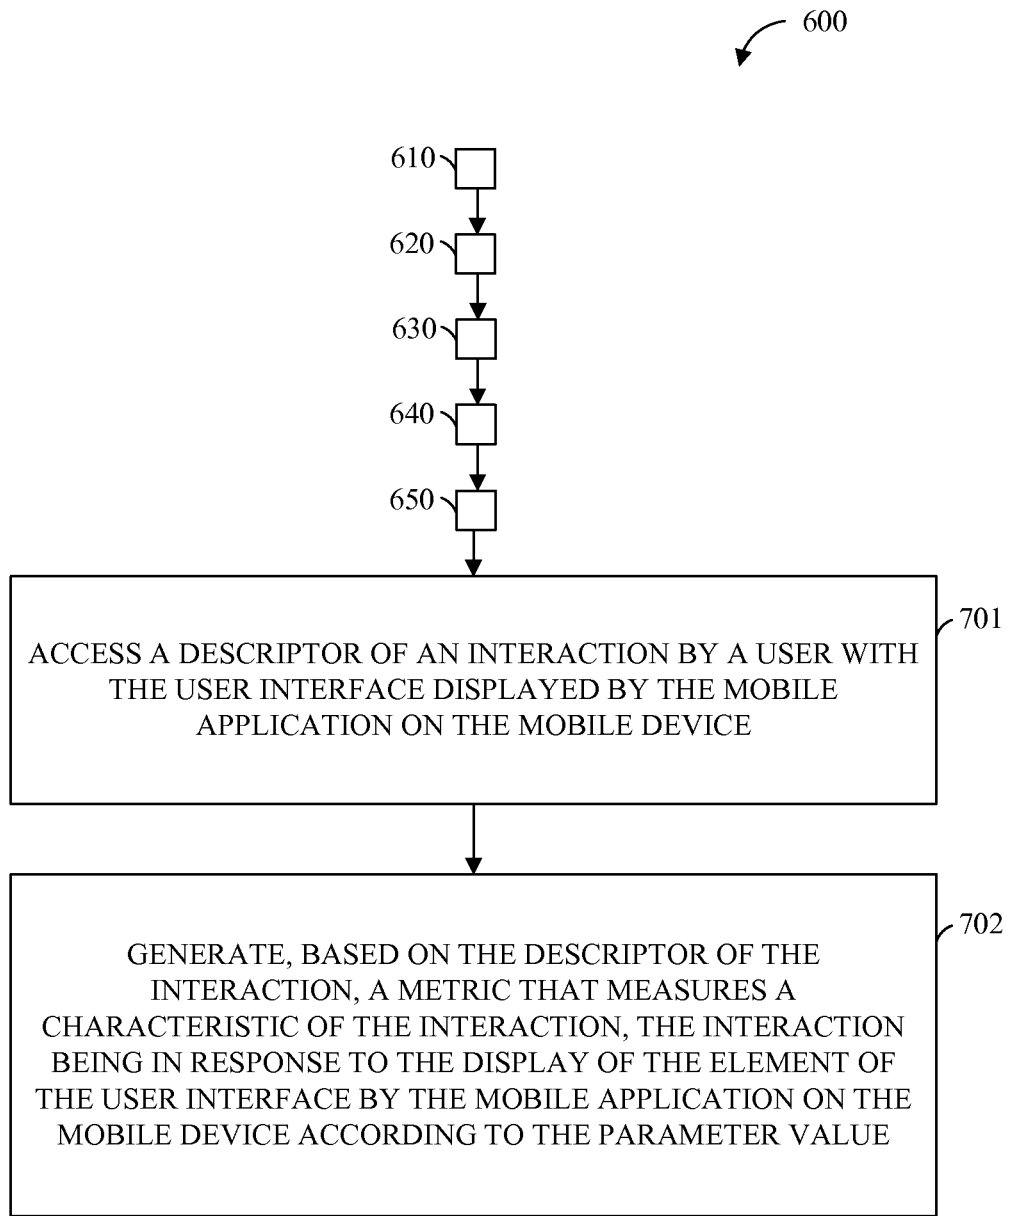 600
610
620
630
640
650
701
ACCESS A DESCRIPTOR OF AN INTERACTION BY A USER WITH
THE USER INTERFACE DISPLAYED BY THE MOBILE
APPLICATION ON THE MOBILE DEVICE
702
GENERATE, BASED ON THE DESCRIPTOR OF THE
INTERACTION, A METRIC THAT MEASURES A
CHARACTERISTIC OF THE INTERACTION, THE INTERACTION
BEING IN RESPONSE TO THE DISPLAY OF THE ELEMENT OF
THE USER INTERFACE BY THE MOBILE APPLICATION ON THE
MOBILE DEVICE ACCORDING TO THE PARAMETER VALUE